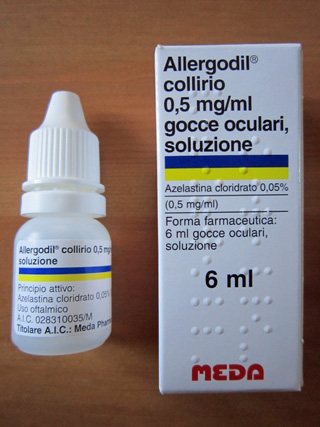 Allergodil® collirio 0,5 mg/ml
soluzione
Principio attivo:
Azelastina cloridrato 0,05%
Uso oftalmico
A.I.C. 028310035/M
Titolare A.I.C.: Meda Pharma
Allergodil®
collirio
0,5 mg/ml
gocce oculari,
soluzione
Azelastina cloridrato 0,05%
(0,5 mg/ml)
Forma farmaceutica:
6 ml gocce oculari,
soluzione
6 ml
MEDA